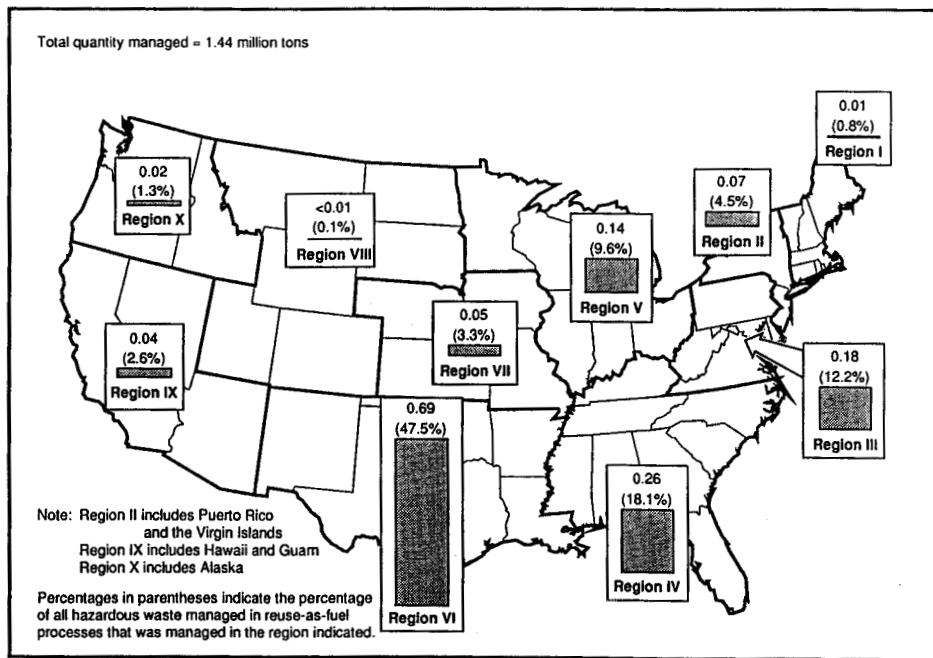 Total quantity managed = 1.44 million tons
0.01
(0.8%)
Region I
0.02
(1.3%)
Region X
<0.01
(0.1%)
Region VIII
0.07
(4.5%)
Region II
0.14
(9.6%)
Region V
0.05
(3.3%)
Region VII
0.04
(2.6%)
Region IX
0.18
(12.2%)
Region III
0.69
(47.5%)
Region VI
0.26
(18.1%)
Region IV
Note: Region II includes Puerto Rico
and the Virgin Islands
Region IX includes Hawaii and Guam
Region X includes Alaska
Percentages in parentheses indicate the percentage
of all hazardous waste managed in reuse-as-fuel
processes that was managed in the region indicated.